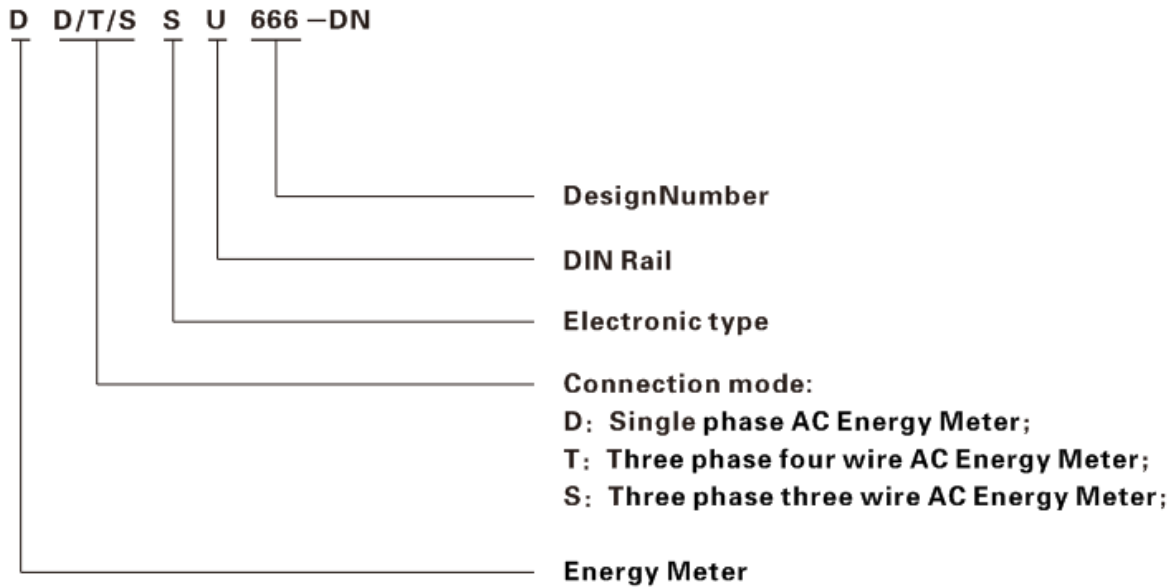 D D/T/S S U 666 –DN
DesignNumber
DIN Rail
Electronic type
Connection mode:
D: Single phase AC Energy Meter;
T: Three phase four wire AC Energy Meter;
S: Three phase three wire AC Energy Meter;
Energy Meter